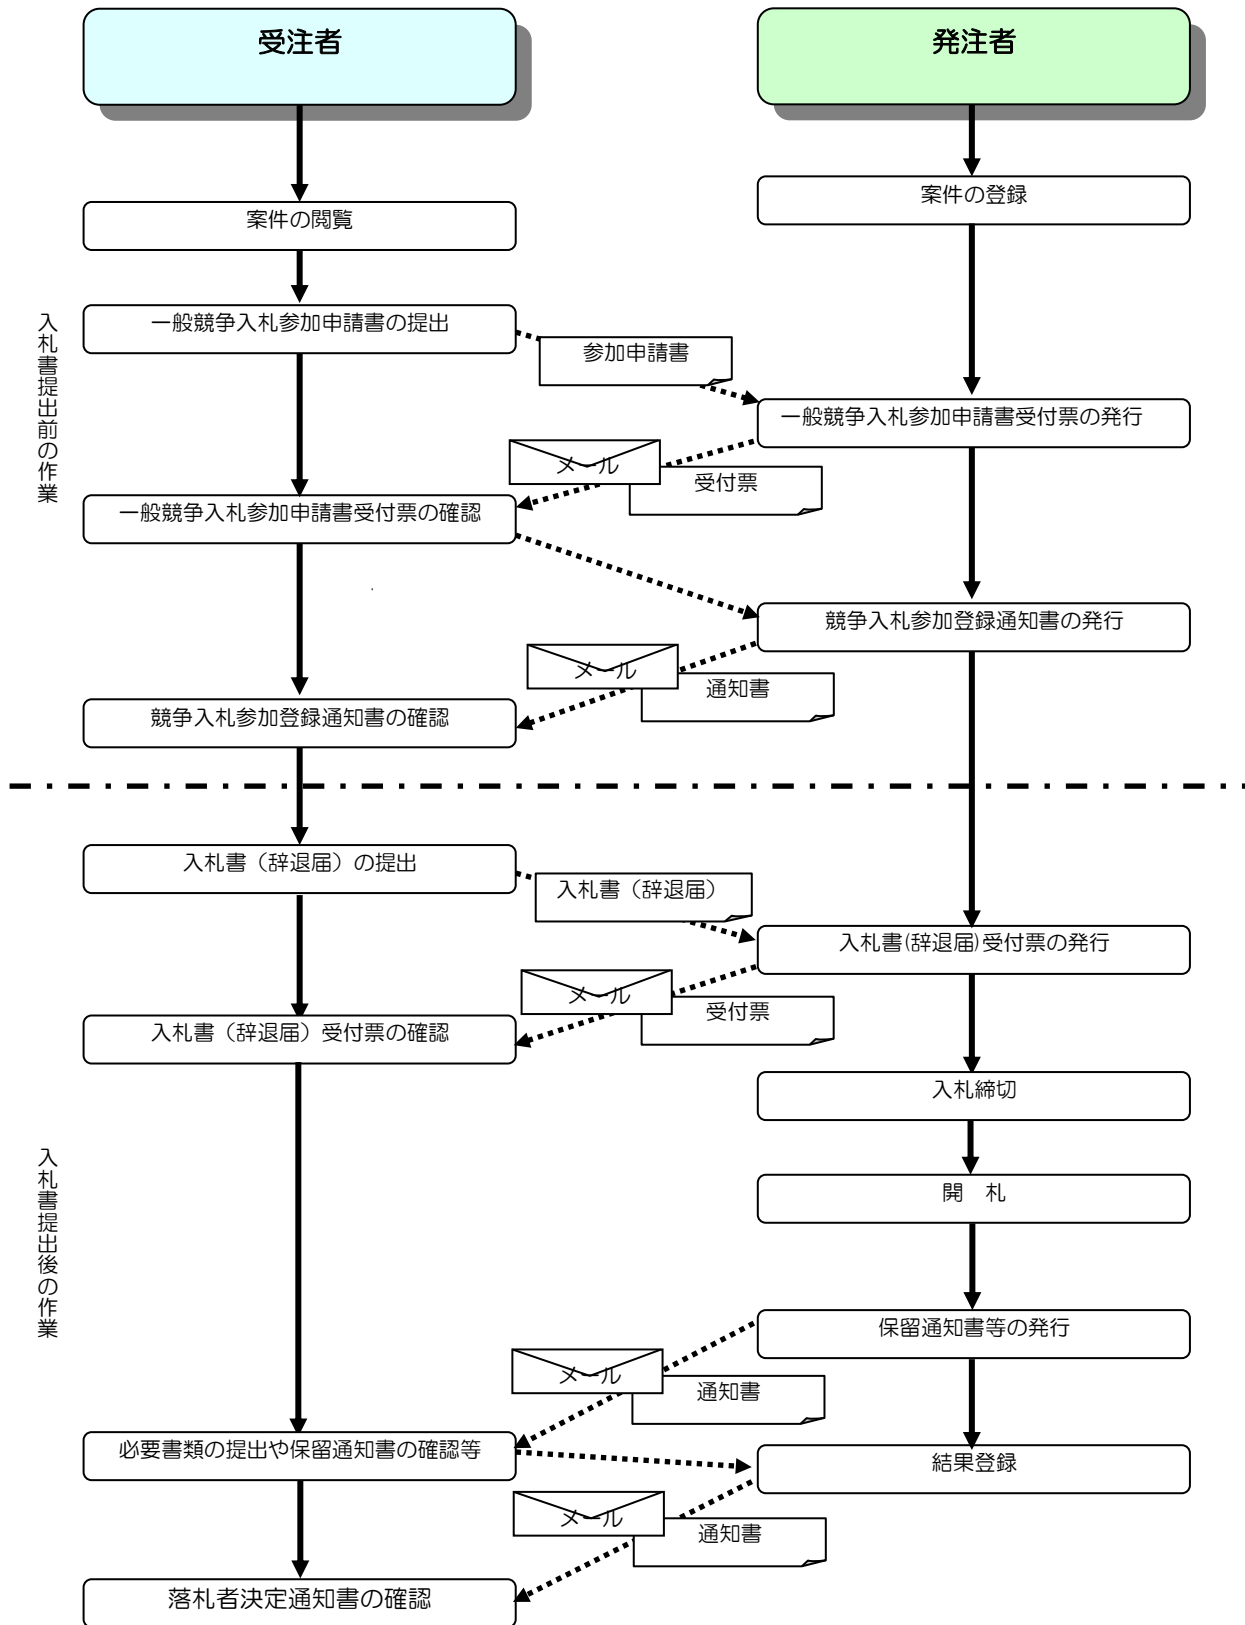 受注者
発注者
案件の登録
案件の閲覧
入札書提出前の作業
一般競争入札参加申請書の提出
参加申請書
一般競争入札参加申請書受付票の発行
メール
受付票
一般競争入札参加申請書受付票の確認
競争入札参加登録通知書の発行
メール
通知書
競争入札参加登録通知書の確認
入札書（辞退届）の提出
入札書（辞退届）
入札書(辞退届)受付票の発行
メール
受付票
入札書（辞退届）受付票の確認
入札締切
入札書提出後の作業
開　札
保留通知書等の発行
メール
通知書
必要書類の提出や保留通知書の確認等
結果登録
メール
通知書
落札者決定通知書の確認